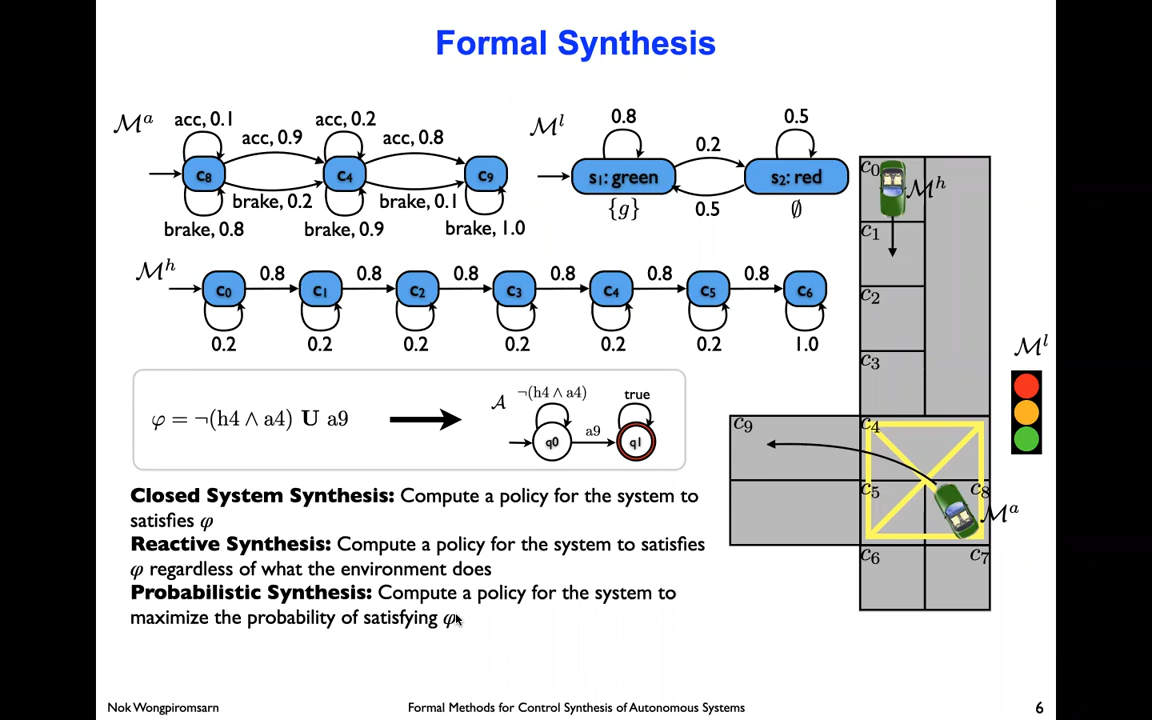 Formal Synthesis
ℳᵃ
acc, 0.1
acc, 0.9
acc, 0.2
acc, 0.8
c₈
c₄
c₉
brake, 0.2
brake, 0.1
brake, 0.8
brake, 0.9
brake, 1.0
ℳˡ
0.8
0.2
0.5
s₁: green
s₂: red
{g}
0.5
∅
ℳʰ
0.8
0.8
0.8
0.8
0.8
0.8
c₀
c₁
c₂
c₃
c₄
c₅
c₆
0.2
0.2
0.2
0.2
0.2
0.2
1.0
φ = ¬(h4 ∧ a4) U a9
𝒜
¬(h4 ∧ a4)
true
q0
a9
q1
Closed System Synthesis: Compute a policy for the system to
satisfies φ
Reactive Synthesis: Compute a policy for the system to satisfies
φ regardless of what the environment does
Probabilistic Synthesis: Compute a policy for the system to
maximize the probability of satisfying φ
c₀
ℳʰ
c₁
c₂
c₃
ℳˡ
c₉
c₄
c₅
c₈
ℳᵃ
c₆
c₇
Nok Wongpiromsarn
Formal Methods for Control Synthesis of Autonomous Systems
6